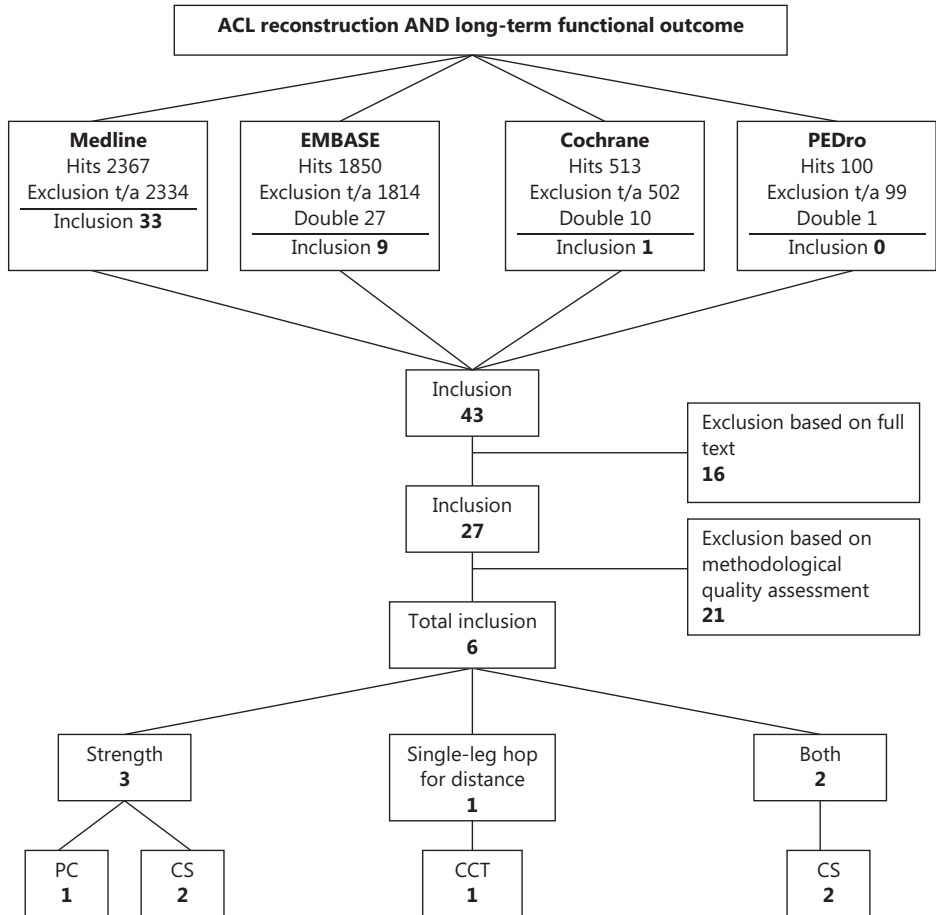 ACL reconstruction AND long-term functional outcome
Medline
Hits 2367
Exclusion t/a 2334
Inclusion 33
EMBASE
Hits 1850
Exclusion t/a 1814
Double 27
Inclusion 9
Cochrane
Hits 513
Exclusion t/a 502
Double 10
Inclusion 1
PEDro
Hits 100
Exclusion t/a 99
Double 1
Inclusion 0
Inclusion
43
Exclusion based on full
text
16
Inclusion
27
Exclusion based on
methodological
quality assessment
21
Total inclusion
6
Strength
3
Single-leg hop
for distance
1
Both
2
PC
1
CS
2
CCT
1
CS
2